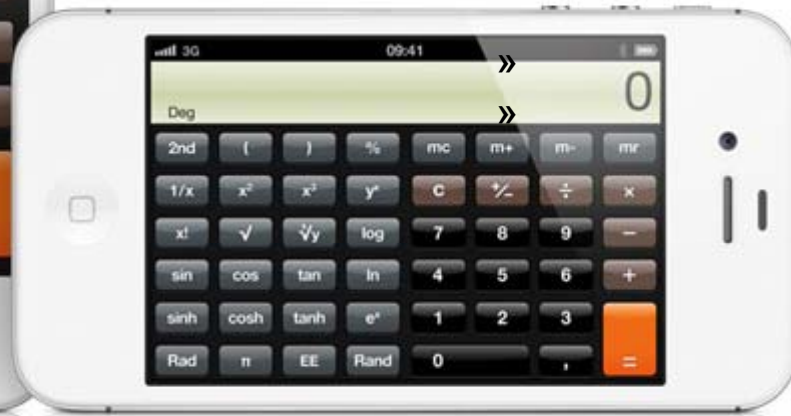 3G 09:41
»
0
Deg »
2nd ( ) % mc m+ m- mr
1/x x² x³ yˣ C +/− ÷ ×
x! √ ˣ√y log 7 8 9 −
sin cos tan ln 4 5 6 +
sinh cosh tanh eˣ 1 2 3
Rad π EE Rand 0 , =